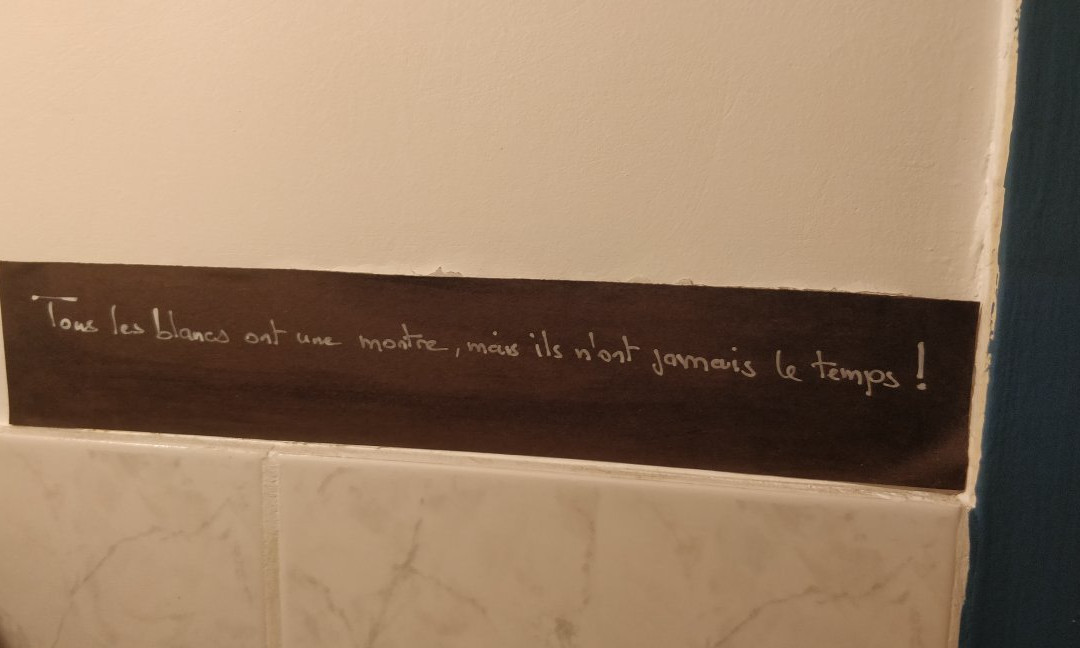 Tous les blancs ont une montre, mais ils n'ont jamais le temps !